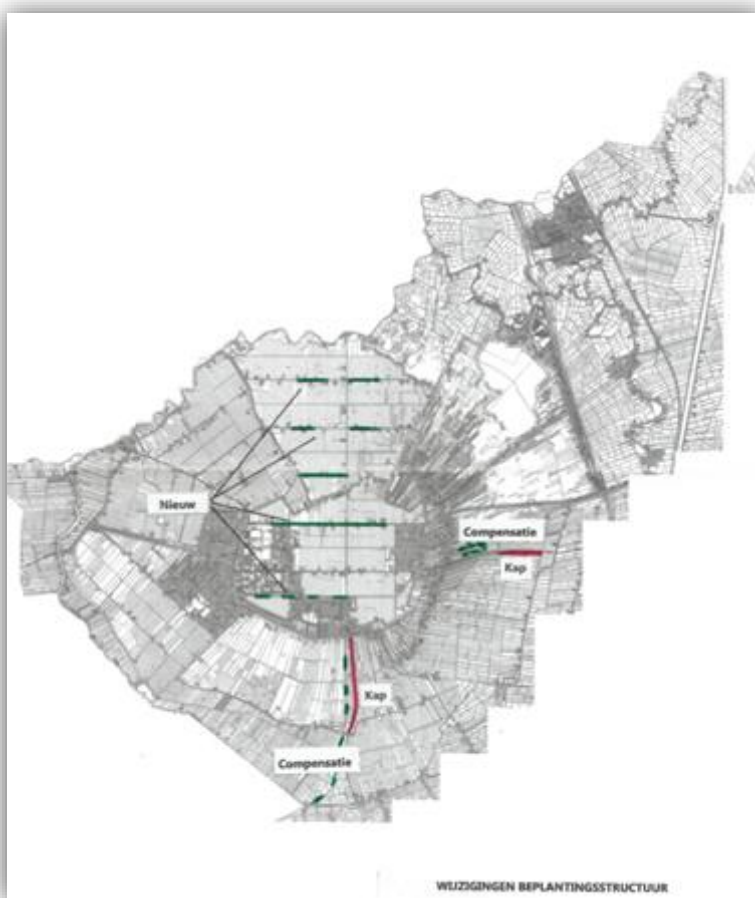 Nieuw
Compensatie
Kap
Kap
Compensatie
WIJZIGINGEN BEPLANTINGSSTRUCTUUR